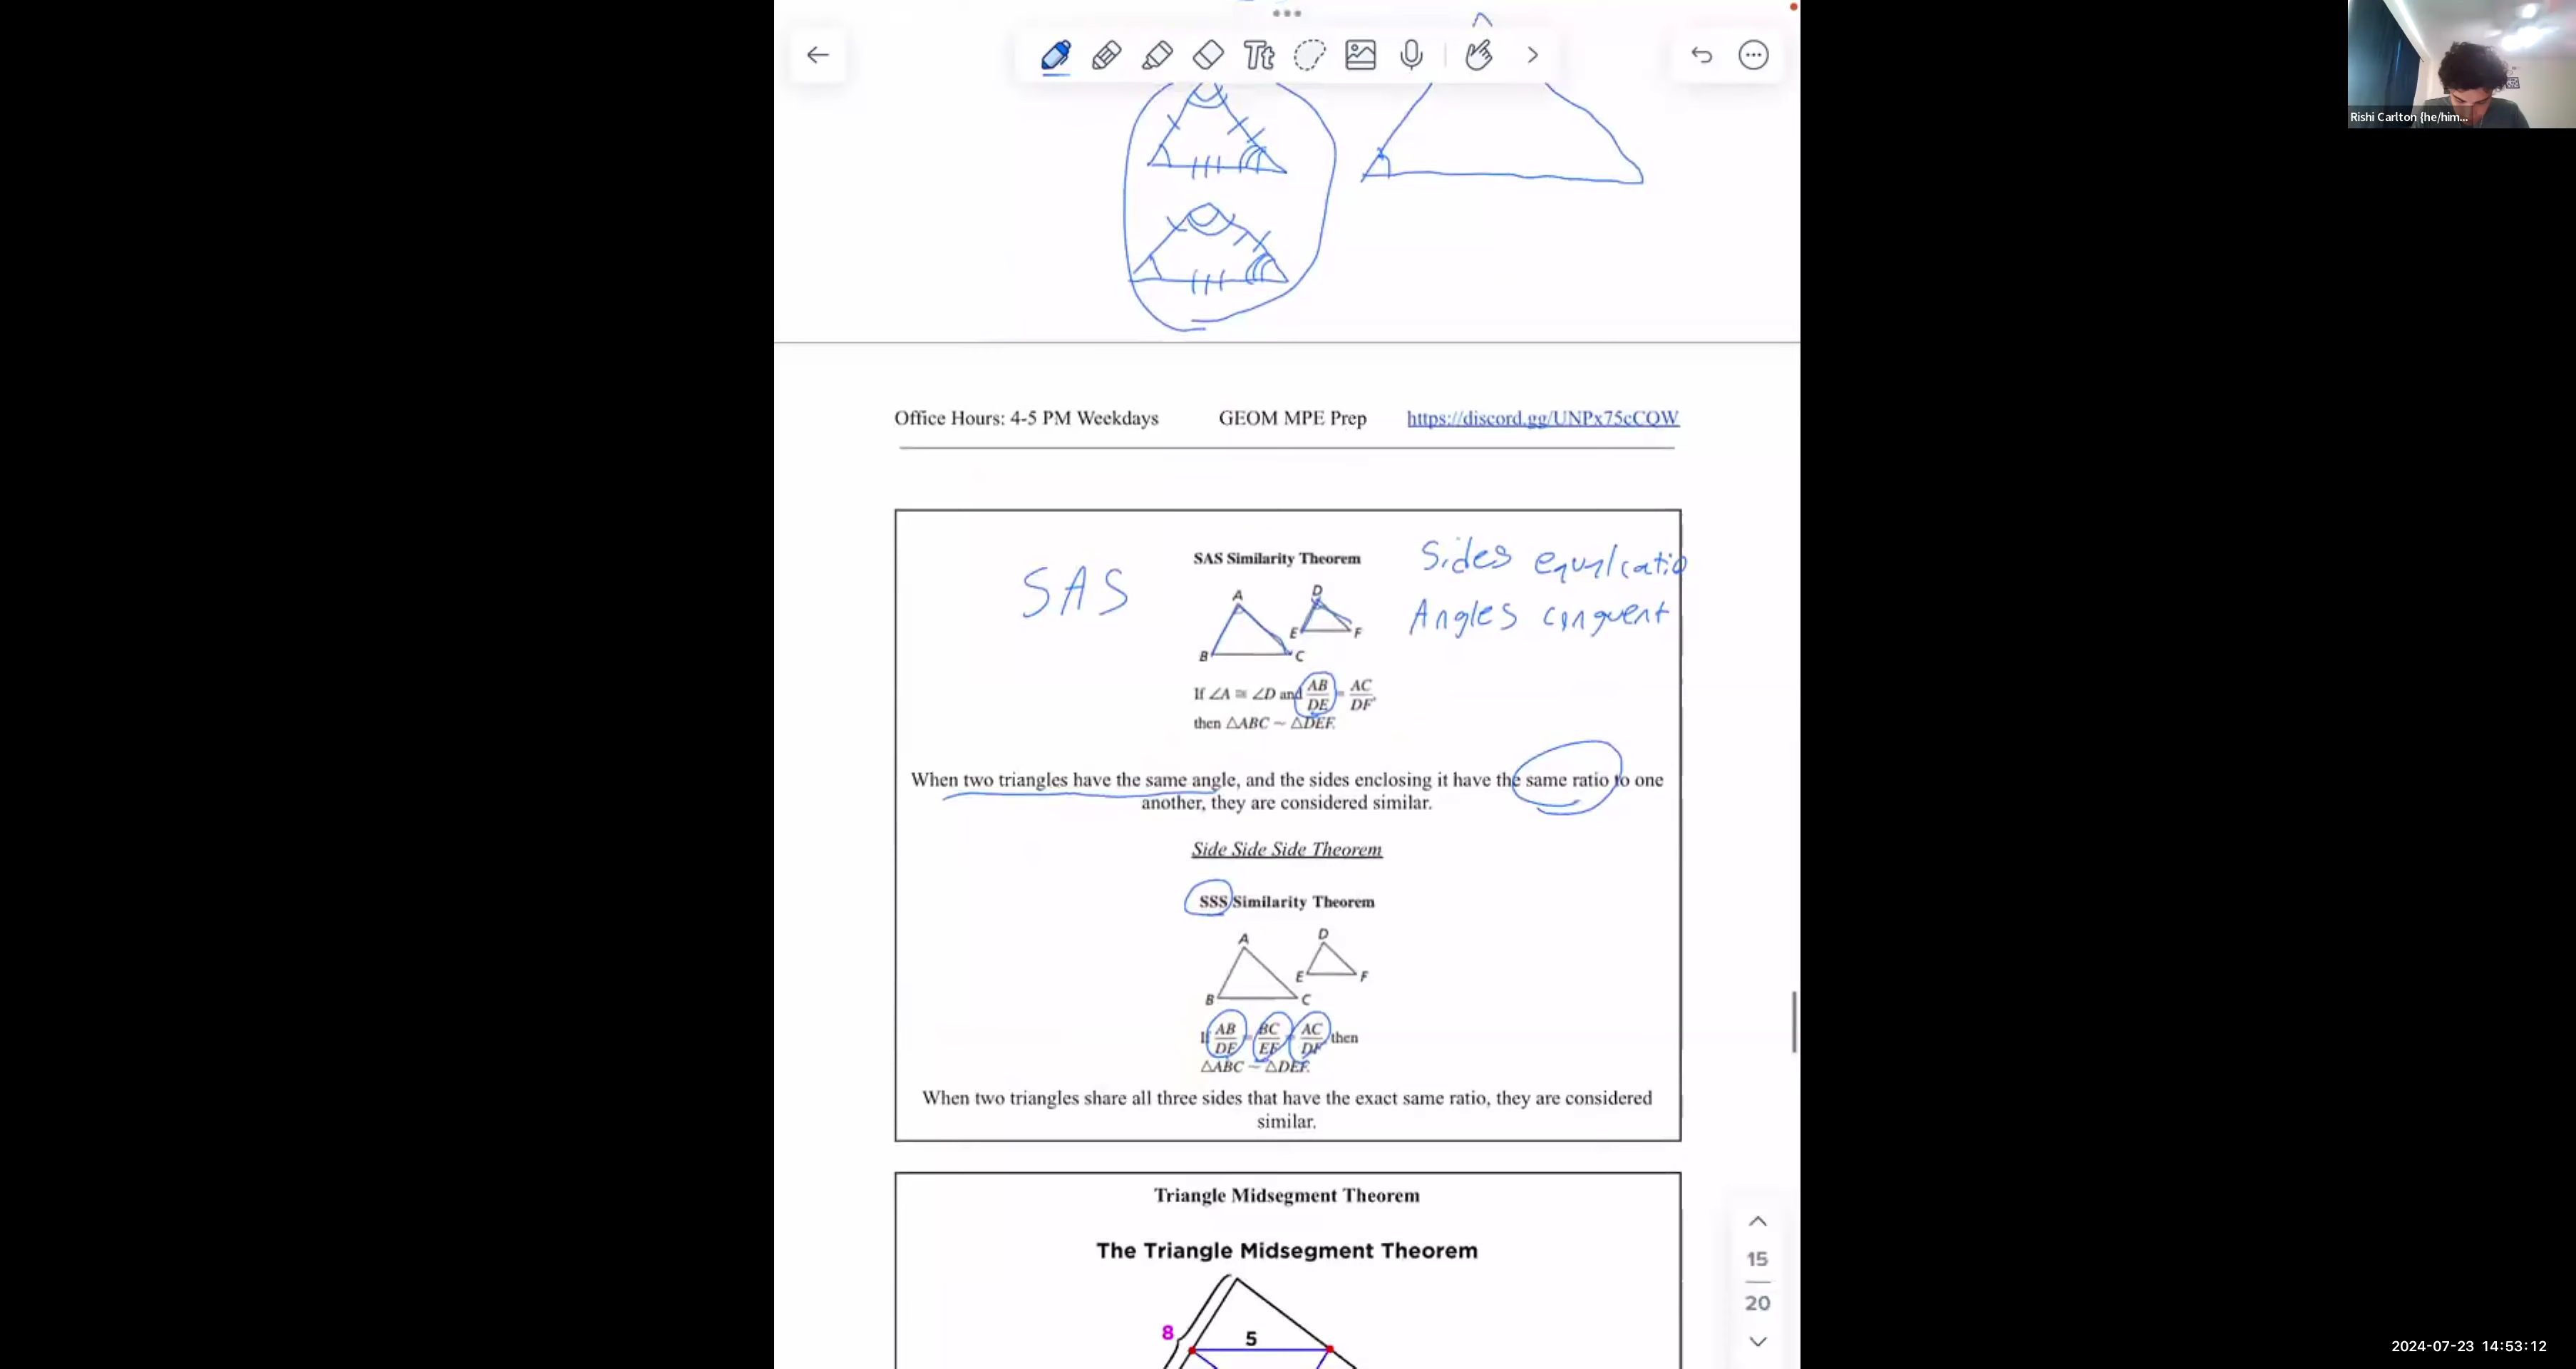 Rishi Carlton {he/him...
Tt
Office Hours: 4-5 PM Weekdays GEOM MPE Prep https://discord.gg/UNPx75cCQW
SAS Similarity Theorem
SAS
Sides equal ratio
Angles conguent
A
D
E
F
B
C
If ∠A ≅ ∠D and AB/DE = AC/DF,
then △ABC ~ △DEF.
When two triangles have the same angle, and the sides enclosing it have the same ratio to one
another, they are considered similar.
Side Side Side Theorem
SSS Similarity Theorem
A
D
E
F
B
C
If AB/DE = BC/EF = AC/DF, then
△ABC ~ △DEF.
When two triangles share all three sides that have the exact same ratio, they are considered
similar.
Triangle Midsegment Theorem
The Triangle Midsegment Theorem
8
5
15
20
2024-07-23 14:53:12